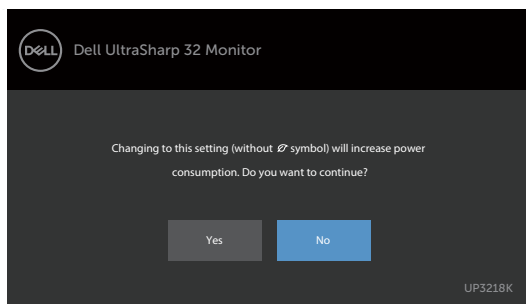 DELL
Dell UltraSharp 32 Monitor
Changing to this setting (without symbol) will increase power
consumption. Do you want to continue?
Yes
No
UP3218K